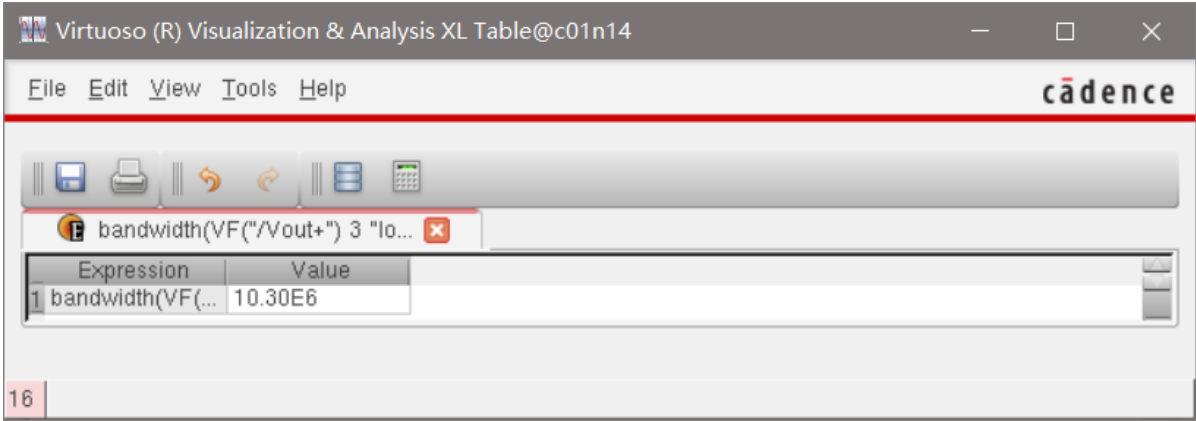 Virtuoso (R) Visualization & Analysis XL Table@c01n14
File Edit View Tools Help
cādence
bandwidth(VF("/Vout+") 3 "lo...
Expression Value
1 bandwidth(VF(... 10.30E6
16